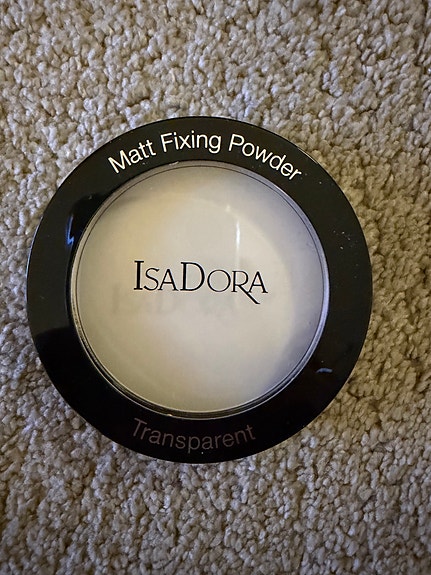 Matt Fixing Powder
IsaDora
Transparent